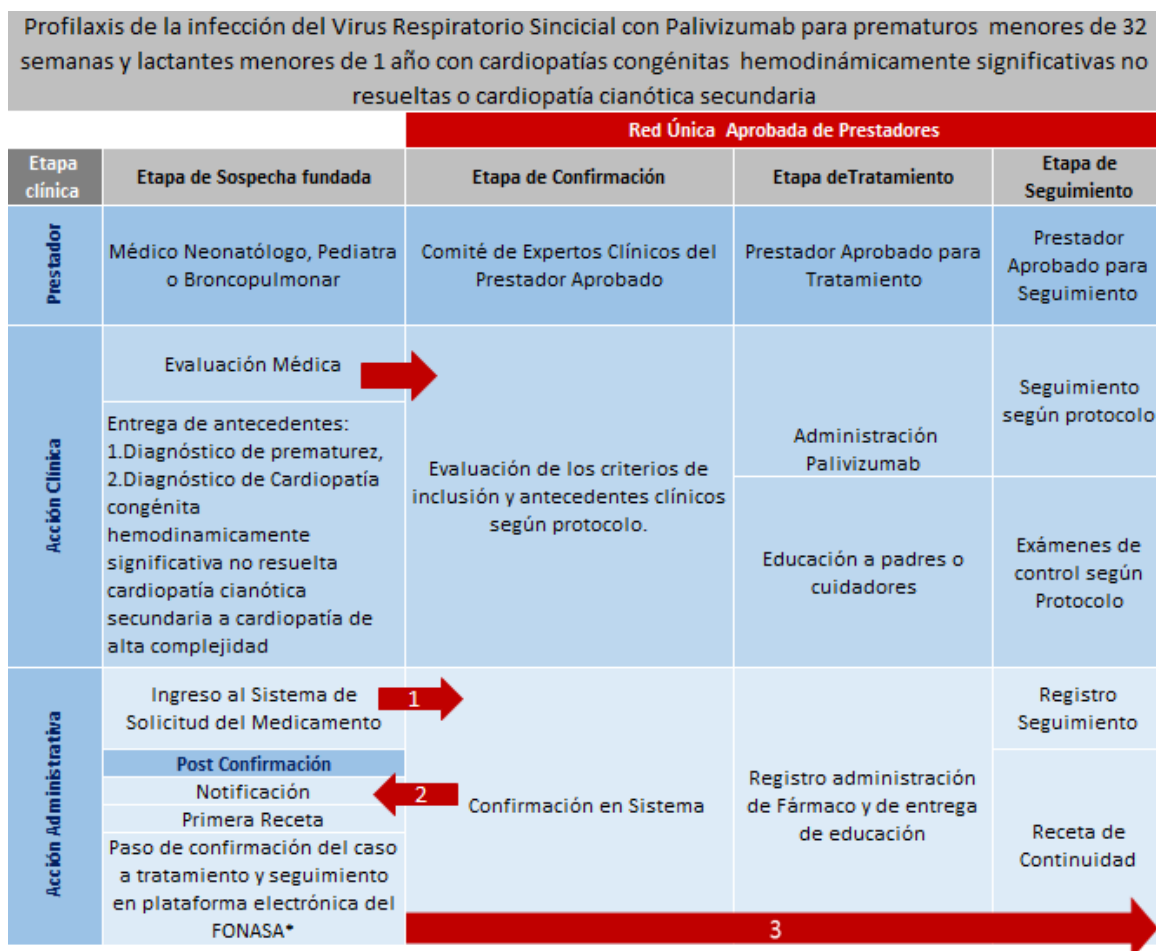 Profilaxis de la infección del Virus Respiratorio Sincicial con Palivizumab para prematuros menores de 32
semanas y lactantes menores de 1 año con cardiopatías congénitas hemodinámicamente significativas no
resueltas o cardiopatía cianótica secundaria
Red Única Aprobada de Prestadores
Etapa
clínica
Etapa de Sospecha fundada
Etapa de Confirmación
Etapa deTratamiento
Etapa de
Seguimiento
Prestador
Médico Neonatólogo, Pediatra
o Broncopulmonar
Comité de Expertos Clínicos del
Prestador Aprobado
Prestador Aprobado para
Tratamiento
Prestador
Aprobado para
Seguimiento
Acción Clínica
Evaluación Médica
Entrega de antecedentes:
1.Diagnóstico de prematurez,
2.Diagnóstico de Cardiopatía
congénita
hemodinamicamente
significativa no resuelta
cardiopatía cianótica
secundaria a cardiopatía de
alta complejidad
Evaluación de los criterios de
inclusión y antecedentes clínicos
según protocolo.
Administración
Palivizumab
Educación a padres o
cuidadores
Seguimiento
según protocolo
Exámenes de
control según
Protocolo
Acción Administrativa
Ingreso al Sistema de
Solicitud del Medicamento
1
Post Confirmación
Notificación
2
Primera Receta
Paso de confirmación del caso
a tratamiento y seguimiento
en plataforma electrónica del
FONASA*
Confirmación en Sistema
Registro administración
de Fármaco y de entrega
de educación
Registro
Seguimiento
Receta de
Continuidad
3